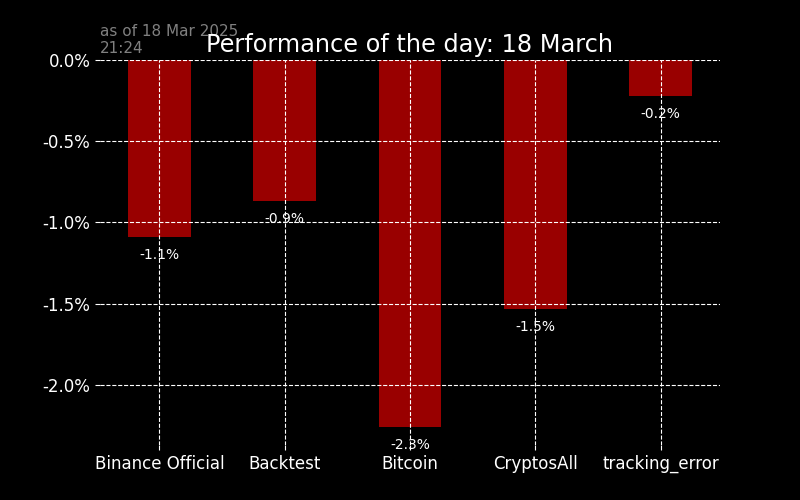 as of 18 Mar 2025
21:24
Performance of the day: 18 March
0.0%
-0.5%
-1.0%
-1.5%
-2.0%
-1.1%
-0.9%
-2.3%
-1.5%
-0.2%
Binance Official
Backtest
Bitcoin
CryptosAll
tracking_error